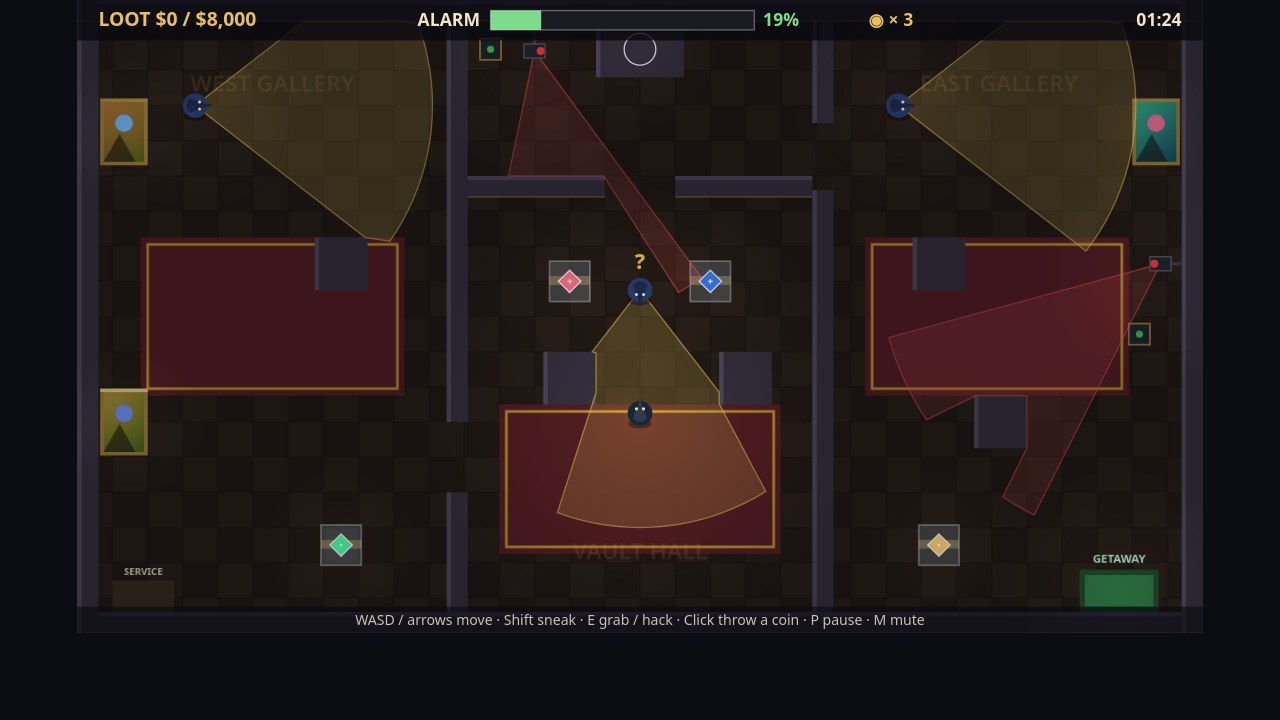 LOOT $0 / $8,000
ALARM 19%
× 3
01:24
WEST GALLERY
EAST GALLERY
?
VAULT HALL
SERVICE
GETAWAY
WASD / arrows move · Shift sneak · E grab / hack · Click throw a coin · P pause · M mute